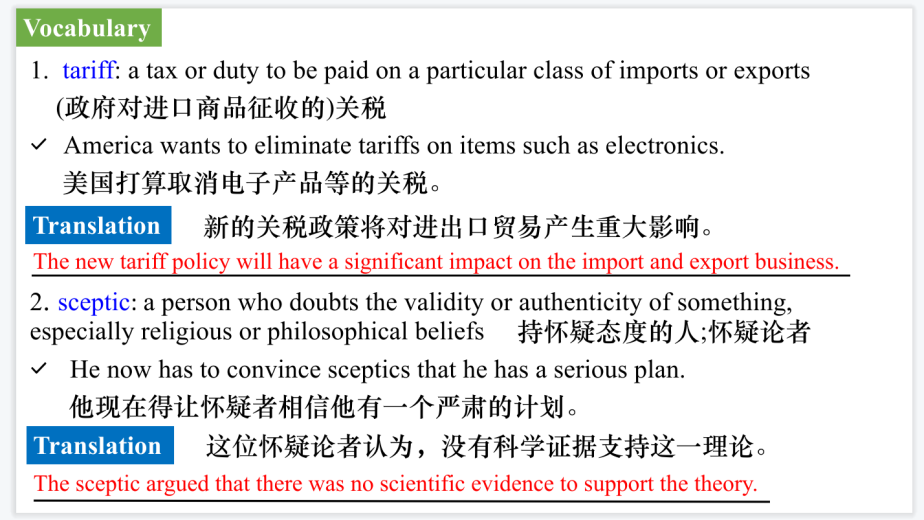 Vocabulary
1. tariff: a tax or duty to be paid on a particular class of imports or exports
(政府对进口商品征收的)关税
✓ America wants to eliminate tariffs on items such as electronics.
美国打算取消电子产品等的关税。
Translation 新的关税政策将对进出口贸易产生重大影响。
The new tariff policy will have a significant impact on the import and export business.
2. sceptic: a person who doubts the validity or authenticity of something,
especially religious or philosophical beliefs 持怀疑态度的人;怀疑论者
✓ He now has to convince sceptics that he has a serious plan.
他现在得让怀疑者相信他有一个严肃的计划。
Translation 这位怀疑论者认为，没有科学证据支持这一理论。
The sceptic argued that there was no scientific evidence to support the theory.